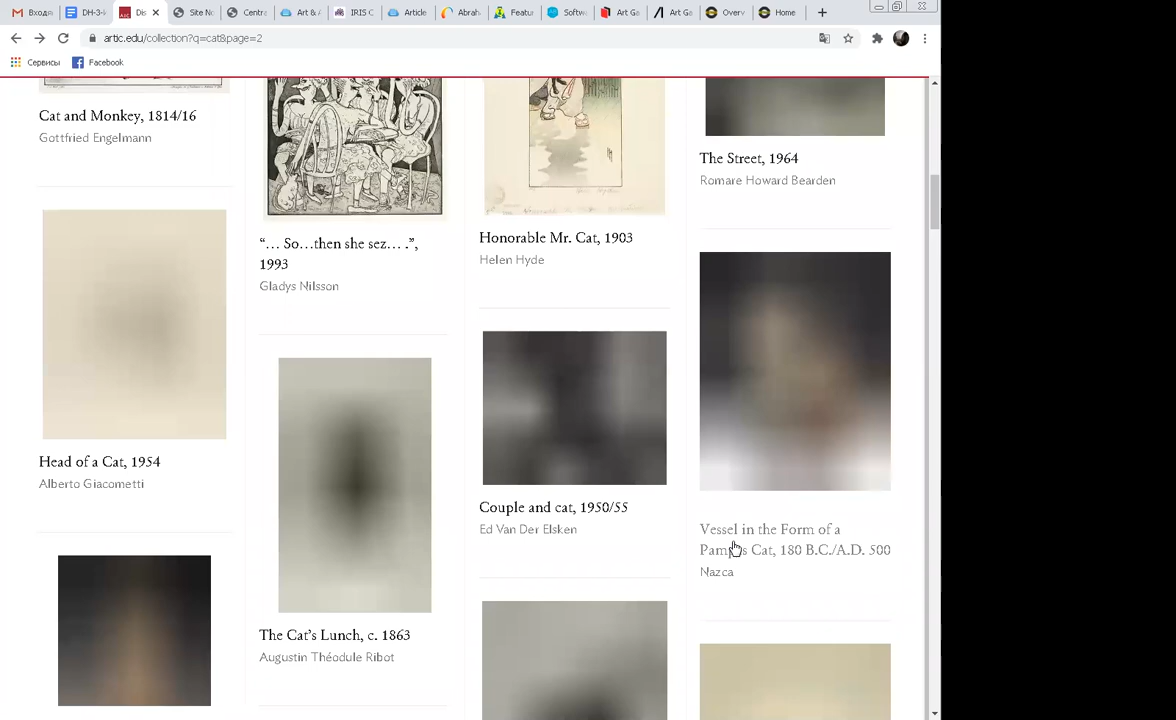 Входя
DH-3-l
Dis
Site No
Centra
Art & A
IRIS C
Article
Abrah
Featu
Softw
Art Ga
Art Ga
Overv
Home
artic.edu/collection?q=cat&page=2
Сервисы
Facebook
Cat and Monkey, 1814/16
Gottfried Engelmann
Head of a Cat, 1954
Alberto Giacometti
“… So…then she sez… .”,
1993
Gladys Nilsson
The Cat’s Lunch, c. 1863
Augustin Théodule Ribot
Honorable Mr. Cat, 1903
Helen Hyde
Couple and cat, 1950/55
Ed Van Der Elsken
The Street, 1964
Romare Howard Bearden
Vessel in the Form of a
Pampas Cat, 180 B.C./A.D. 500
Nazca